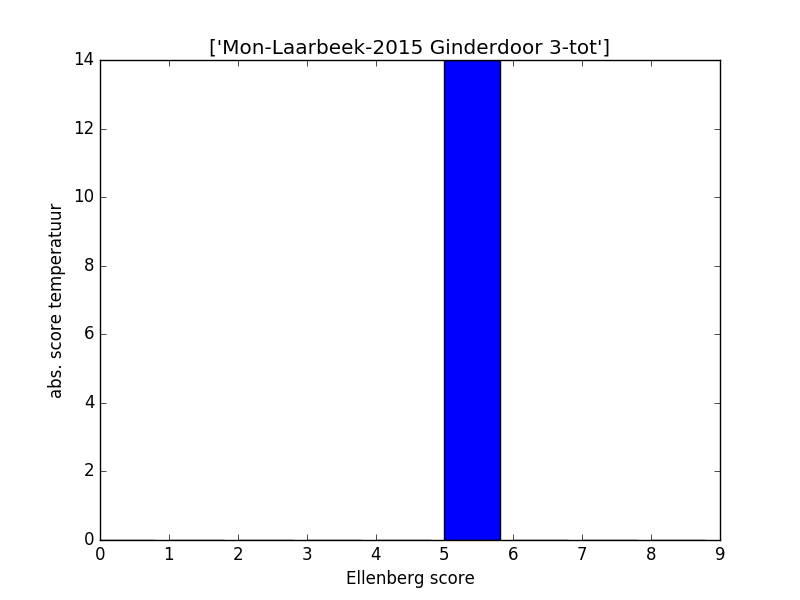 ['Mon-Laarbeek-2015 Ginderdoor 3-tot']
14
12
10
8
6
4
2
0
abs. score temperatuur
0 1 2 3 4 5 6 7 8 9
Ellenberg score